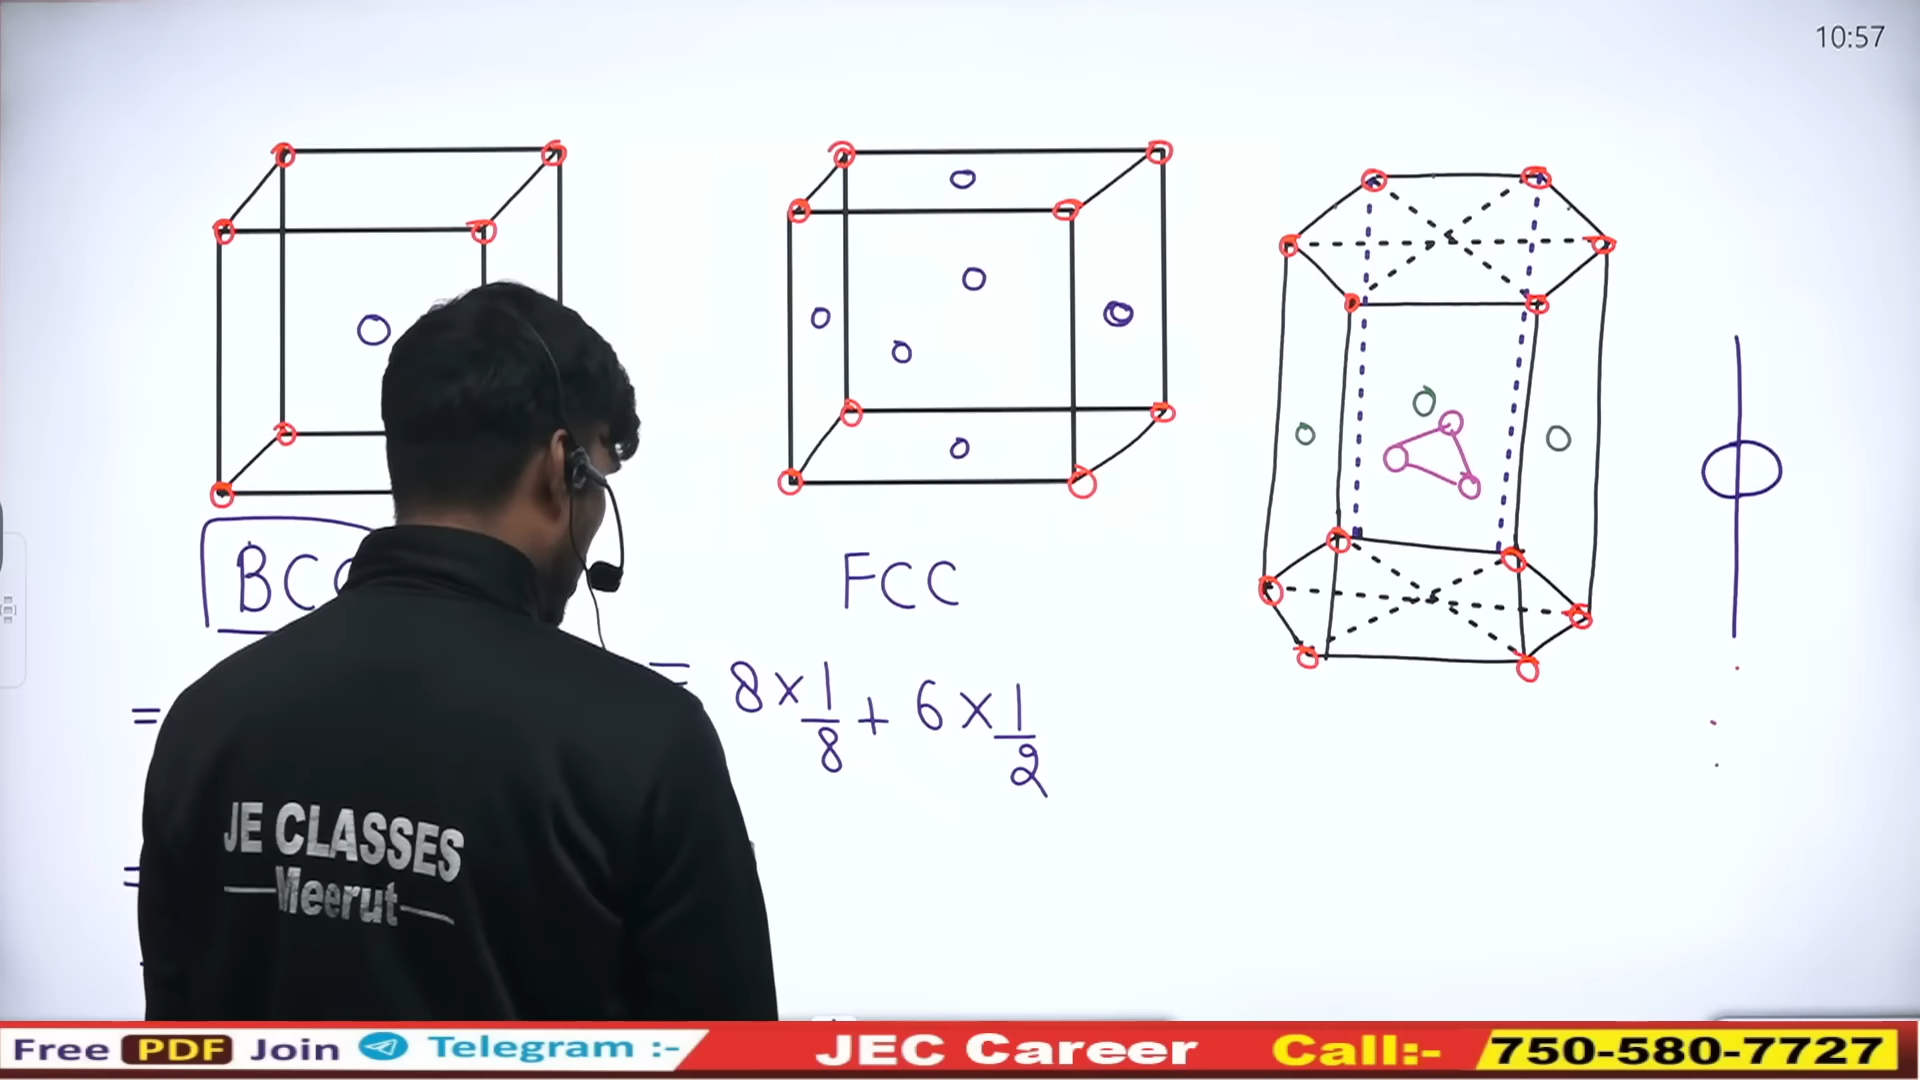 10:57
BCC
FCC
= 8 × 1/8 + 6 × 1/2
=
=
JE CLASSES
Meerut
Free PDF Join Telegram :- JEC Career Call:- 750-580-7727